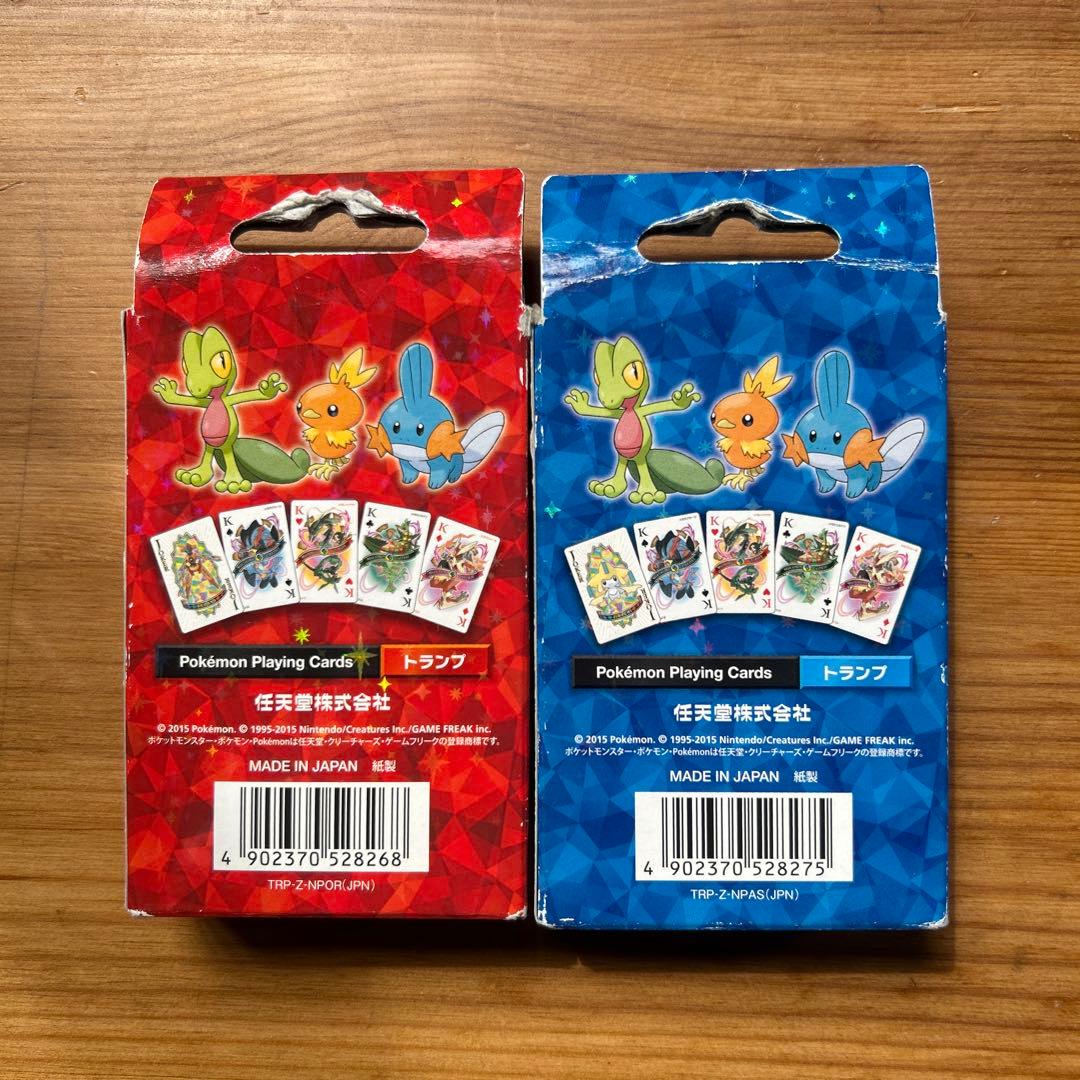 K
K
K
K
Pokémon Playing Cards トランプ
任天堂株式会社
© 2015 Pokémon. © 1995-2015 Nintendo/Creatures Inc./GAME FREAK inc.
ポケットモンスター・ポケモン・Pokémonは任天堂・クリーチャーズ・ゲームフリークの登録商標です。
MADE IN JAPAN 紙製
4 902370 528268
TRP-Z-NPOR(JPN)
K
K
K
K
Pokémon Playing Cards トランプ
任天堂株式会社
© 2015 Pokémon. © 1995-2015 Nintendo/Creatures Inc./GAME FREAK inc.
ポケットモンスター・ポケモン・Pokémonは任天堂・クリーチャーズ・ゲームフリークの登録商標です。
MADE IN JAPAN 紙製
4 902370 528275
TRP-Z-NPAS(JPN)